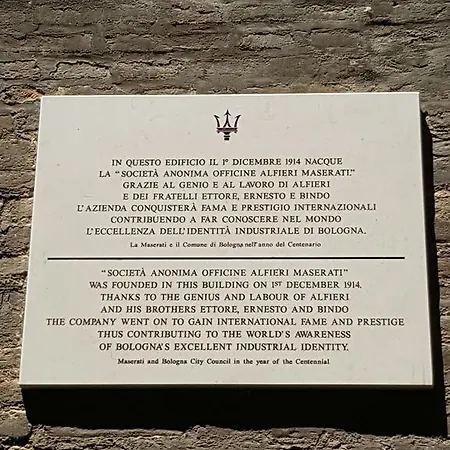 IN QUESTO EDIFICIO IL 1° DICEMBRE 1914 NACQUE
LA "SOCIETÀ ANONIMA OFFICINE ALFIERI MASERATI."
GRAZIE AL GENIO E AL LAVORO DI ALFIERI
E DEI FRATELLI ETTORE, ERNESTO E BINDO
L'AZIENDA CONQUISTERÀ FAMA E PRESTIGIO INTERNAZIONALI
CONTRIBUENDO A FAR CONOSCERE NEL MONDO
L'ECCELLENZA DELL'IDENTITÀ INDUSTRIALE DI BOLOGNA.
La Maserati e il Comune di Bologna nell'anno del Centenario
"SOCIETÀ ANONIMA OFFICINE ALFIERI MASERATI"
WAS FOUNDED IN THIS BUILDING ON 1ST DECEMBER 1914.
THANKS TO THE GENIUS AND LABOUR OF ALFIERI
AND HIS BROTHERS ETTORE, ERNESTO AND BINDO
THE COMPANY WENT ON TO GAIN INTERNATIONAL FAME AND PRESTIGE
THUS CONTRIBUTING TO THE WORLD'S AWARENESS
OF BOLOGNA'S EXCELLENT INDUSTRIAL IDENTITY.
Maserati and Bologna City Council in the year of the Centennial